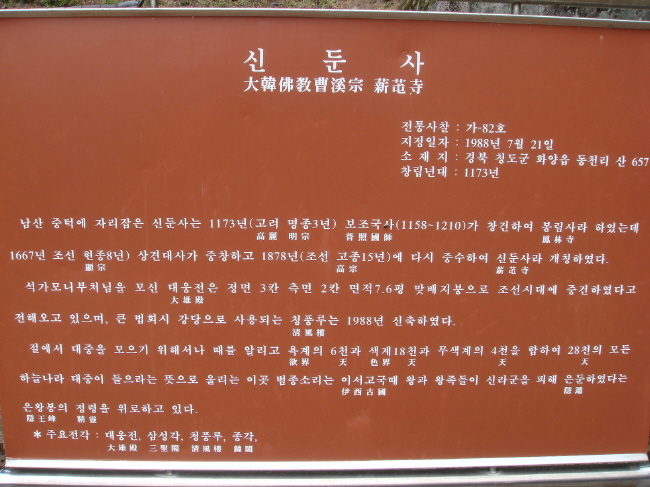 신 둔 사
大韓佛敎曹溪宗 薪芚寺
전통사찰 : 가-82호
지정일자 : 1988년 7월 21일
소 재 지 : 경북 청도군 화양읍 동천리 산 657
창립년대 : 1173년
남산 중턱에 자리잡은 신둔사는 1173년(고려 명종3년) 보조국사(1158~1210)가 창건하여 봉림사라 하였는데
高麗 明宗 普照國師 鳳林寺
1667년 조선 현종8년) 상견대사가 중창하고 1878년(조선 고종15년)에 다시 중수하여 신둔사라 개칭하였다.
顯宗 高宗 薪芚寺
석가모니부처님을 모신 대웅전은 정면 3칸 측면 2칸 면적7.6평 맞배지붕으로 조선시대에 중건하였다고
大雄殿
전해오고 있으며, 큰 법회시 강당으로 사용되는 청풍루는 1988년 신축하였다.
清風樓
절에서 대중을 모으기 위해서나 때를 알리고 욕계의 6천과 색계18천과 무색계의 4천을 합하여 28천의 모든
欲界 天 色界 天 天 天
하늘나라 대중이 들으라는 뜻으로 울리는 이곳 범종소리는 이서고국때 왕과 왕족들이 신라군을 피해 은둔하였다는
伊西古國 隱遁
은왕봉의 정령을 위로하고 있다.
隱王峰 精靈
* 주요전각 : 대웅전, 삼성각, 청풍루, 종각,
大雄殿 三聖閣 清風樓 鐘閣